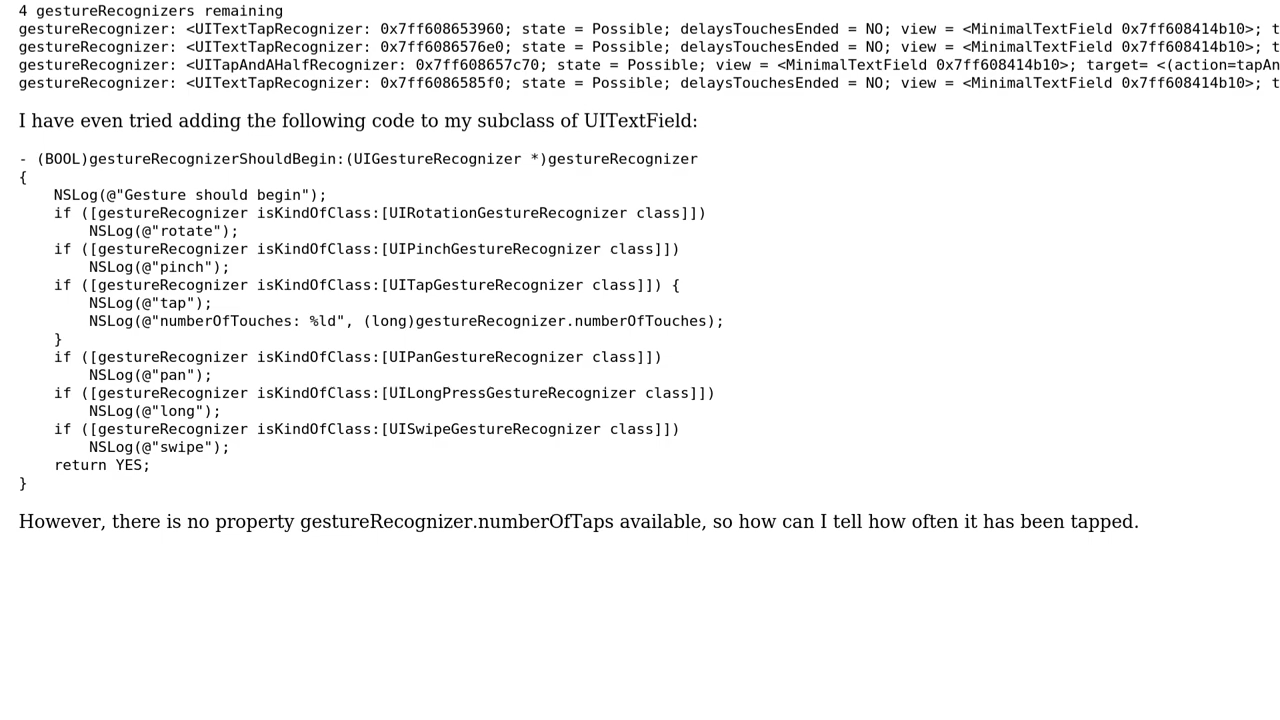 4 gestureRecognizers remaining
gestureRecognizer: <UITextTapRecognizer: 0x7ff608653960; state = Possible; delaysTouchesEnded = NO; view = <MinimalTextField 0x7ff608414b10>; t
gestureRecognizer: <UITextTapRecognizer: 0x7ff6086576e0; state = Possible; delaysTouchesEnded = NO; view = <MinimalTextField 0x7ff608414b10>; t
gestureRecognizer: <UITapAndAHalfRecognizer: 0x7ff608657c70; state = Possible; view = <MinimalTextField 0x7ff608414b10>; target= <(action=tapAn
gestureRecognizer: <UITextTapRecognizer: 0x7ff6086585f0; state = Possible; delaysTouchesEnded = NO; view = <MinimalTextField 0x7ff608414b10>; t
I have even tried adding the following code to my subclass of UITextField:
- (BOOL)gestureRecognizerShouldBegin:(UIGestureRecognizer *)gestureRecognizer
{
    NSLog(@"Gesture should begin");
    if ([gestureRecognizer isKindOfClass:[UIRotationGestureRecognizer class]])
        NSLog(@"rotate");
    if ([gestureRecognizer isKindOfClass:[UIPinchGestureRecognizer class]])
        NSLog(@"pinch");
    if ([gestureRecognizer isKindOfClass:[UITapGestureRecognizer class]]) {
        NSLog(@"tap");
        NSLog(@"numberOfTouches: %ld", (long)gestureRecognizer.numberOfTouches);
    }
    if ([gestureRecognizer isKindOfClass:[UIPanGestureRecognizer class]])
        NSLog(@"pan");
    if ([gestureRecognizer isKindOfClass:[UILongPressGestureRecognizer class]])
        NSLog(@"long");
    if ([gestureRecognizer isKindOfClass:[UISwipeGestureRecognizer class]])
        NSLog(@"swipe");
    return YES;
}
However, there is no property gestureRecognizer.numberOfTaps available, so how can I tell how often it has been tapped.